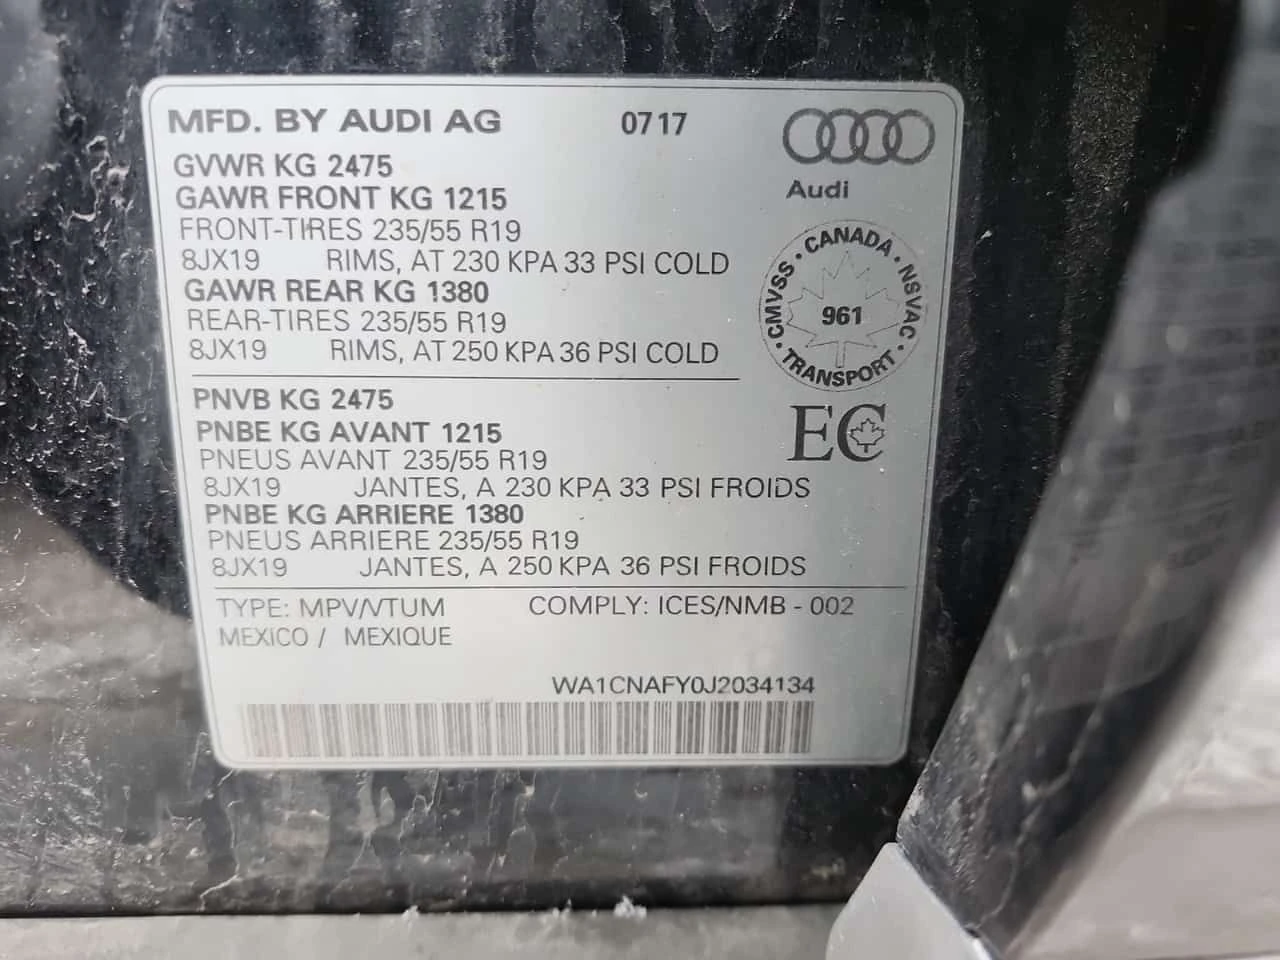 MFD. BY AUDI AG 0717
Audi
GVWR KG 2475
GAWR FRONT KG 1215
FRONT-TIRES 235/55 R19
8JX19 RIMS, AT 230 KPA 33 PSI COLD
GAWR REAR KG 1380
REAR-TIRES 235/55 R19
8JX19 RIMS, AT 250 KPA 36 PSI COLD
CMVSS · CANADA · NSVAC · TRANSPORT ·
961
EC
PNVB KG 2475
PNBE KG AVANT 1215
PNEUS AVANT 235/55 R19
8JX19 JANTES, A 230 KPA 33 PSI FROIDS
PNBE KG ARRIERE 1380
PNEUS ARRIERE 235/55 R19
8JX19 JANTES, A 250 KPA 36 PSI FROIDS
TYPE: MPV/VTUM COMPLY: ICES/NMB - 002
MEXICO / MEXIQUE
WA1CNAFY0J2034134